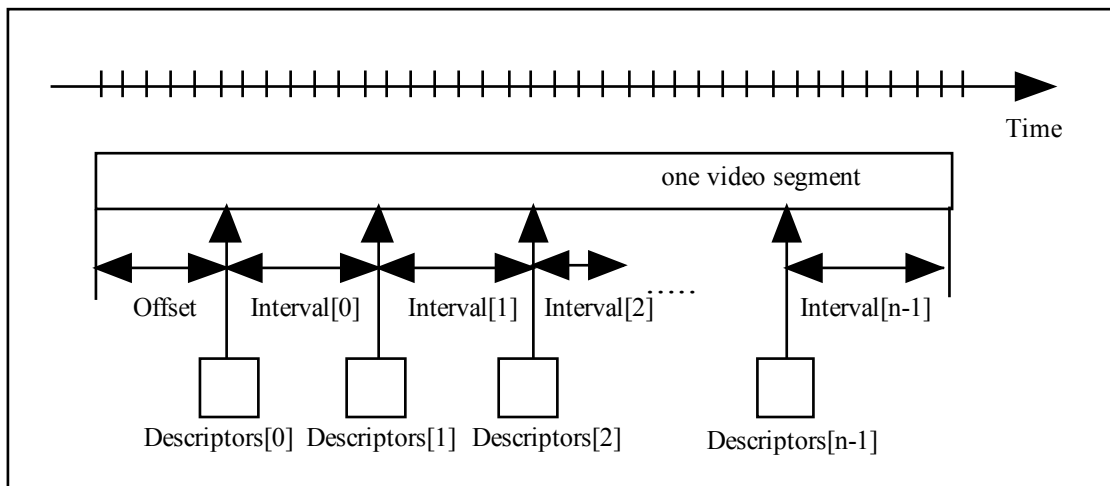 Time
one video segment
Offset Interval[0] Interval[1] Interval[2] ..... Interval[n-1]
Descriptors[0] Descriptors[1] Descriptors[2] Descriptors[n-1]